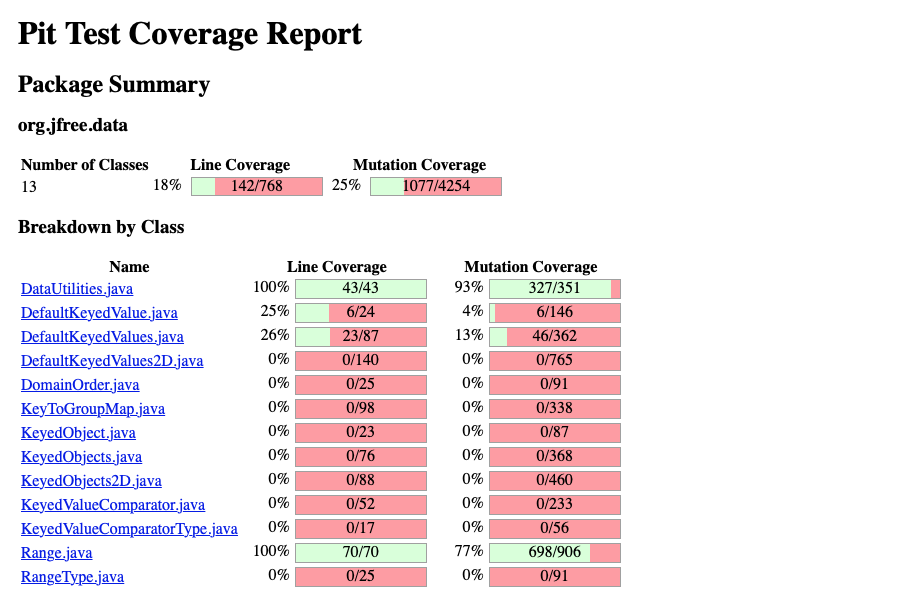 Pit Test Coverage Report
Package Summary
org.jfree.data
Number of Classes Line Coverage Mutation Coverage
13 18% 142/768 25% 1077/4254
Breakdown by Class
Name Line Coverage Mutation Coverage
DataUtilities.java 100% 43/43 93% 327/351
DefaultKeyedValue.java 25% 6/24 4% 6/146
DefaultKeyedValues.java 26% 23/87 13% 46/362
DefaultKeyedValues2D.java 0% 0/140 0% 0/765
DomainOrder.java 0% 0/25 0% 0/91
KeyToGroupMap.java 0% 0/98 0% 0/338
KeyedObject.java 0% 0/23 0% 0/87
KeyedObjects.java 0% 0/76 0% 0/368
KeyedObjects2D.java 0% 0/88 0% 0/460
KeyedValueComparator.java 0% 0/52 0% 0/233
KeyedValueComparatorType.java 0% 0/17 0% 0/56
Range.java 100% 70/70 77% 698/906
RangeType.java 0% 0/25 0% 0/91